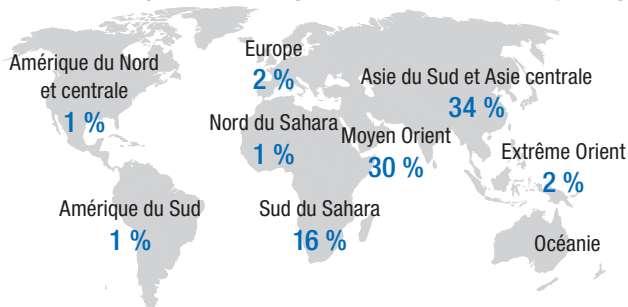 Amérique du Nord
et centrale
1 %
Europe
2 %
Asie du Sud et Asie centrale
34 %
Nord du Sahara
1 %
Moyen Orient
30 %
Extrême Orient
2 %
Amérique du Sud
1 %
Sud du Sahara
16 %
Océanie